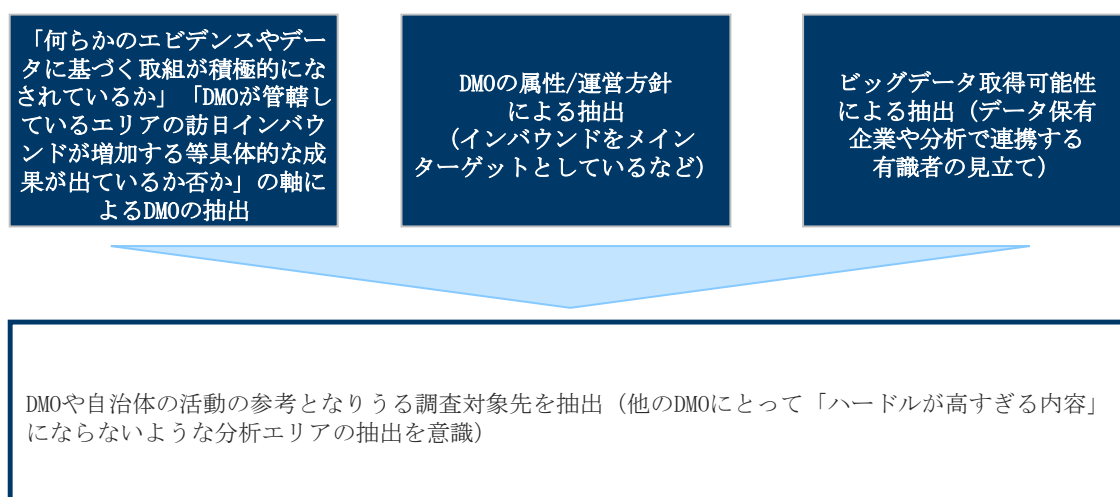 「何らかのエビデンスやデー
タに基づく取組が積極的にな
されているか」「DMOが管轄し
ているエリアの訪日インバウ
ンドが増加する等具体的な成
果が出ているか否か」の軸に
よるDMOの抽出
DMOの属性/運営方針
による抽出
（インバウンドをメイン
ターゲットとしているなど）
ビッグデータ取得可能性
による抽出（データ保有
企業や分析で連携する
有識者の見立て）
DMOや自治体の活動の参考となりうる調査対象先を抽出（他のDMOにとって「ハードルが高すぎる内容」
にならないような分析エリアの抽出を意識）